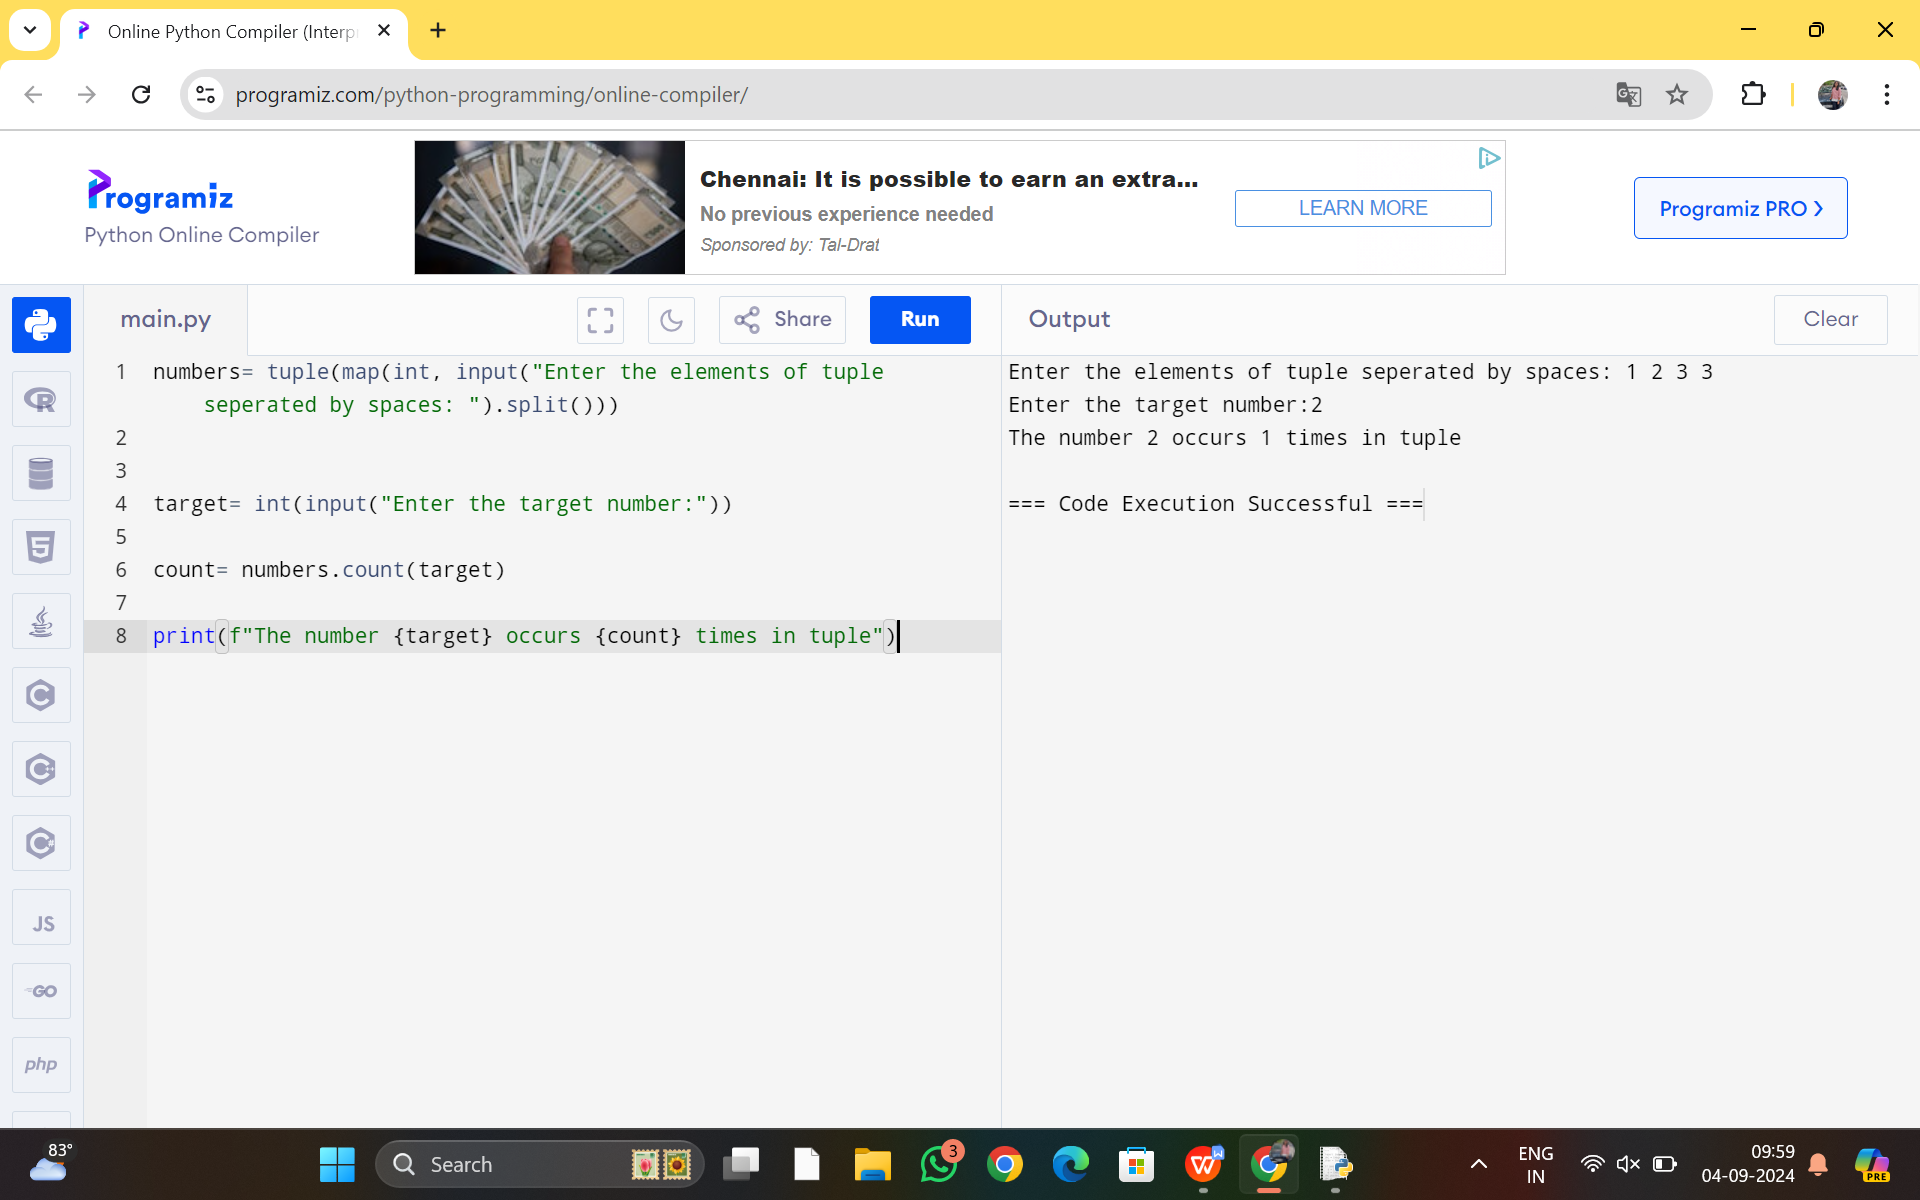 Online Python Compiler (Interp
programiz.com/python-programming/online-compiler/
Programiz
Python Online Compiler
Chennai: It is possible to earn an extra...
No previous experience needed
Sponsored by: Tal-Drat
LEARN MORE
Programiz PRO
main.py
Share
Run
Output
Clear
1 numbers= tuple(map(int, input("Enter the elements of tuple
seperated by spaces: ").split()))
2
3
4 target= int(input("Enter the target number:"))
5
6 count= numbers.count(target)
7
8 print(f"The number {target} occurs {count} times in tuple")
Enter the elements of tuple seperated by spaces: 1 2 3 3
Enter the target number:2
The number 2 occurs 1 times in tuple
=== Code Execution Successful ===
JS
GO
php
83°
Search
3
ENG
IN
09:59
04-09-2024
PRE